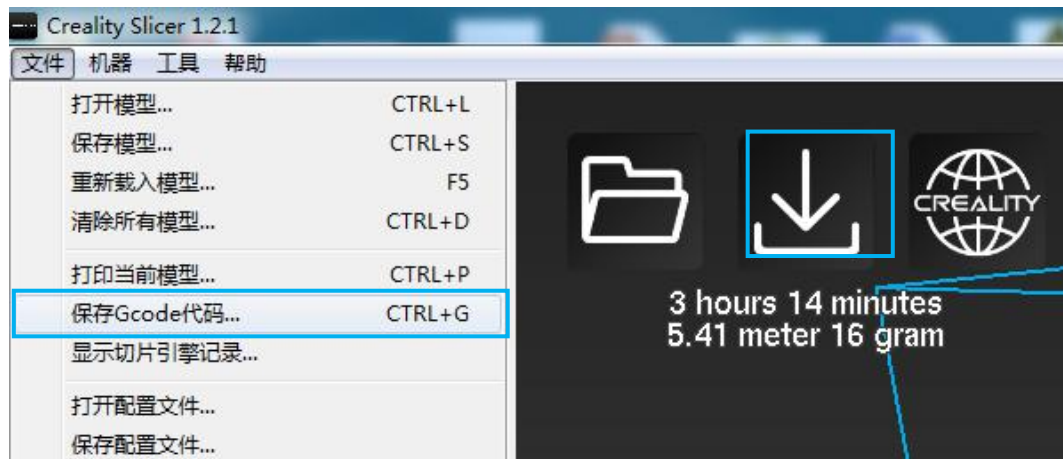 Creality Slicer 1.2.1
文件 机器 工具 帮助
打开模型... CTRL+L
保存模型... CTRL+S
重新载入模型... F5
清除所有模型... CTRL+D
打印当前模型... CTRL+P
保存Gcode代码... CTRL+G
显示切片引擎记录...
打开配置文件...
保存配置文件...
CREALITY
3 hours 14 minutes
5.41 meter 16 gram